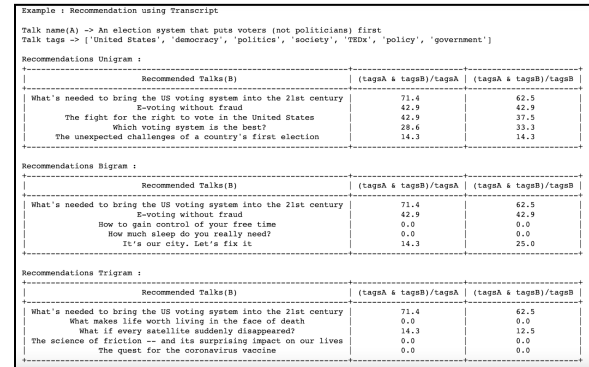 Example : Recommendation using Transcript
Talk name(A) -> An election system that puts voters (not politicians) first
Talk tags -> ['United States', 'democracy', 'politics', 'society', 'TEDx', 'policy', 'government']
Recommendations Unigram :
| Recommended Talks(B) | (tagsA & tagsB)/tagsA | (tagsA & tagsB)/tagsB |
| What's needed to bring the US voting system into the 21st century | 71.4 | 62.5 |
| E-voting without fraud | 42.9 | 42.9 |
| The fight for the right to vote in the United States | 42.9 | 37.5 |
| Which voting system is the best? | 28.6 | 33.3 |
| The unexpected challenges of a country's first election | 14.3 | 14.3 |
Recommendations Bigram :
| Recommended Talks(B) | (tagsA & tagsB)/tagsA | (tagsA & tagsB)/tagsB |
| What's needed to bring the US voting system into the 21st century | 71.4 | 62.5 |
| E-voting without fraud | 42.9 | 42.9 |
| How to gain control of your free time | 0.0 | 0.0 |
| How much sleep do you really need? | 0.0 | 0.0 |
| It's our city. Let's fix it | 14.3 | 25.0 |
Recommendations Trigram :
| Recommended Talks(B) | (tagsA & tagsB)/tagsA | (tagsA & tagsB)/tagsB |
| What's needed to bring the US voting system into the 21st century | 71.4 | 62.5 |
| What makes life worth living in the face of death | 0.0 | 0.0 |
| What if every satellite suddenly disappeared? | 14.3 | 12.5 |
| The science of friction -- and its surprising impact on our lives | 0.0 | 0.0 |
| The quest for the coronavirus vaccine | 0.0 | 0.0 |